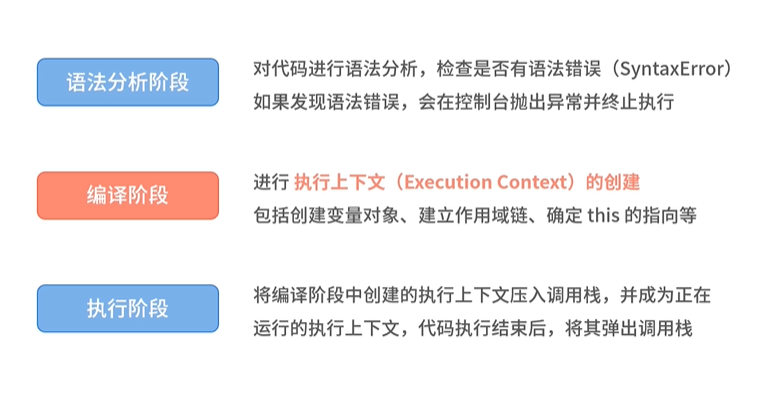 语法分析阶段
对代码进行语法分析，检查是否有语法错误（SyntaxError）
如果发现语法错误，会在控制台抛出异常并终止执行
编译阶段
进行 执行上下文（Execution Context）的创建
包括创建变量对象、建立作用域链、确定 this 的指向等
执行阶段
将编译阶段中创建的执行上下文压入调用栈，并成为正在
运行的执行上下文，代码执行结束后，将其弹出调用栈